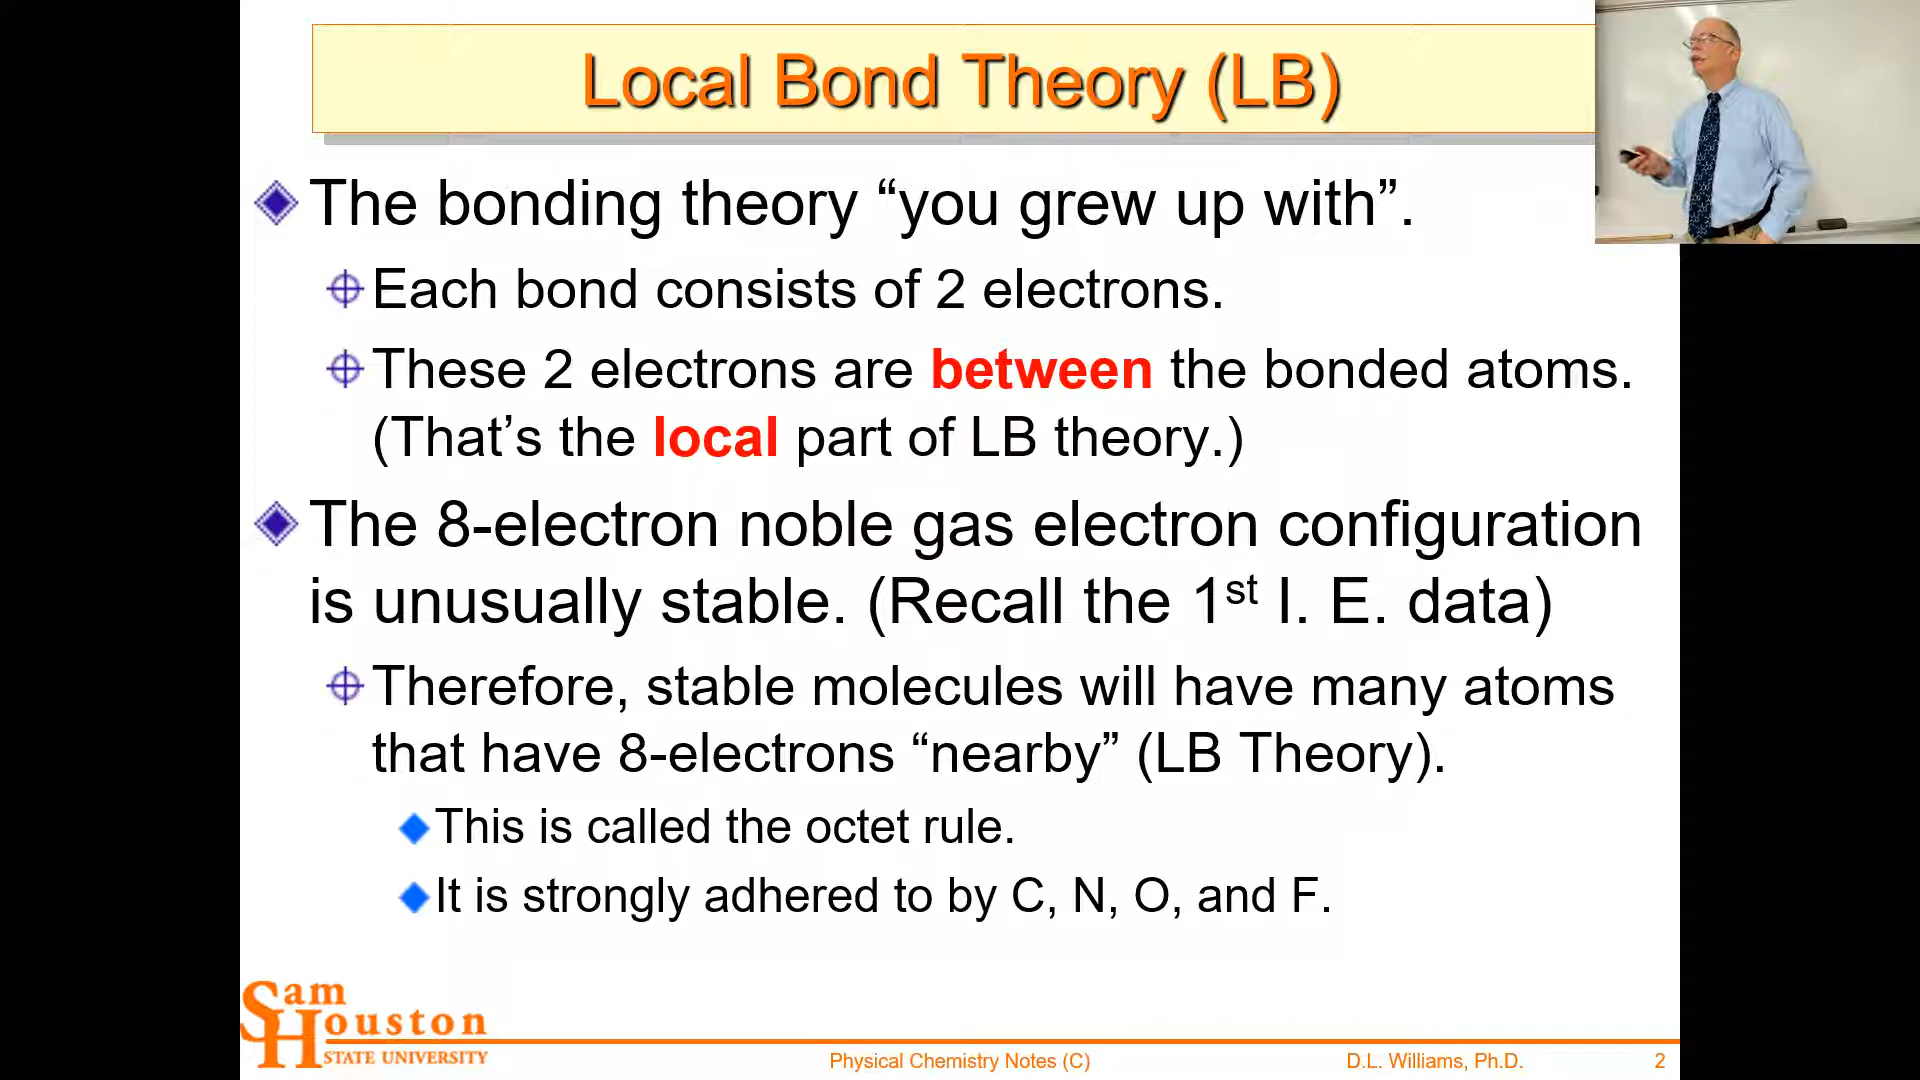 Local Bond Theory (LB)
The bonding theory “you grew up with”.
Each bond consists of 2 electrons.
These 2 electrons are between the bonded atoms.
(That’s the local part of LB theory.)
The 8-electron noble gas electron configuration
is unusually stable. (Recall the 1st I. E. data)
Therefore, stable molecules will have many atoms
that have 8-electrons “nearby” (LB Theory).
This is called the octet rule.
It is strongly adhered to by C, N, O, and F.
Sam
Houston
STATE UNIVERSITY
Physical Chemistry Notes (C)
D.L. Williams, Ph.D.
2